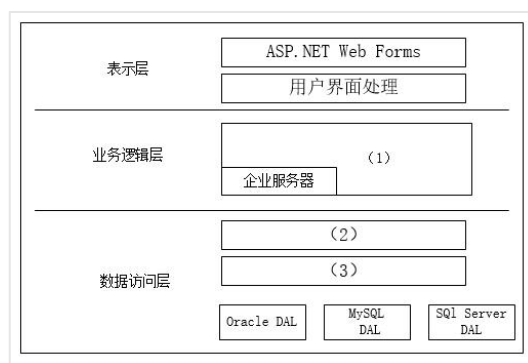 表示层
ASP.NET Web Forms
用户界面处理
业务逻辑层
(1)
企业服务器
数据访问层
(2)
(3)
Oracle DAL
MySQL
DAL
SQl Server
DAL